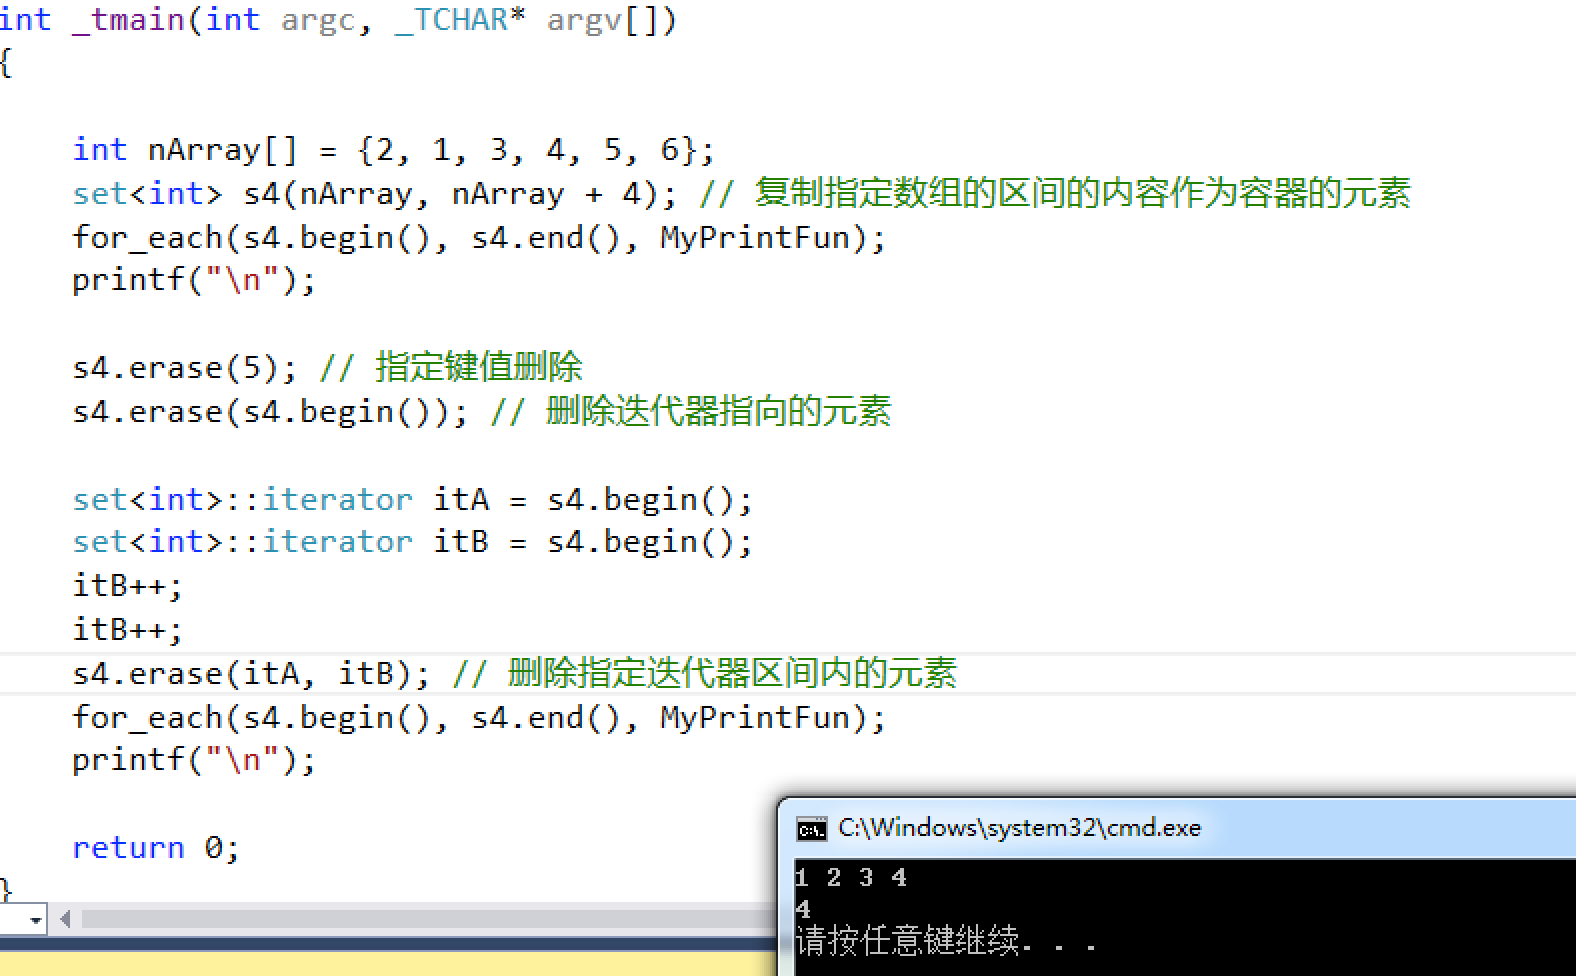 int _tmain(int argc, _TCHAR* argv[])
{
int nArray[] = {2, 1, 3, 4, 5, 6};
set<int> s4(nArray, nArray + 4); // 复制指定数组的区间的内容作为容器的元素
for_each(s4.begin(), s4.end(), MyPrintFun);
printf("\n");
s4.erase(5); // 指定键值删除
s4.erase(s4.begin()); // 删除迭代器指向的元素
set<int>::iterator itA = s4.begin();
set<int>::iterator itB = s4.begin();
itB++;
itB++;
s4.erase(itA, itB); // 删除指定迭代器区间内的元素
for_each(s4.begin(), s4.end(), MyPrintFun);
printf("\n");
return 0;
}
C:\Windows\system32\cmd.exe
1 2 3 4
4
请按任意键继续. . .